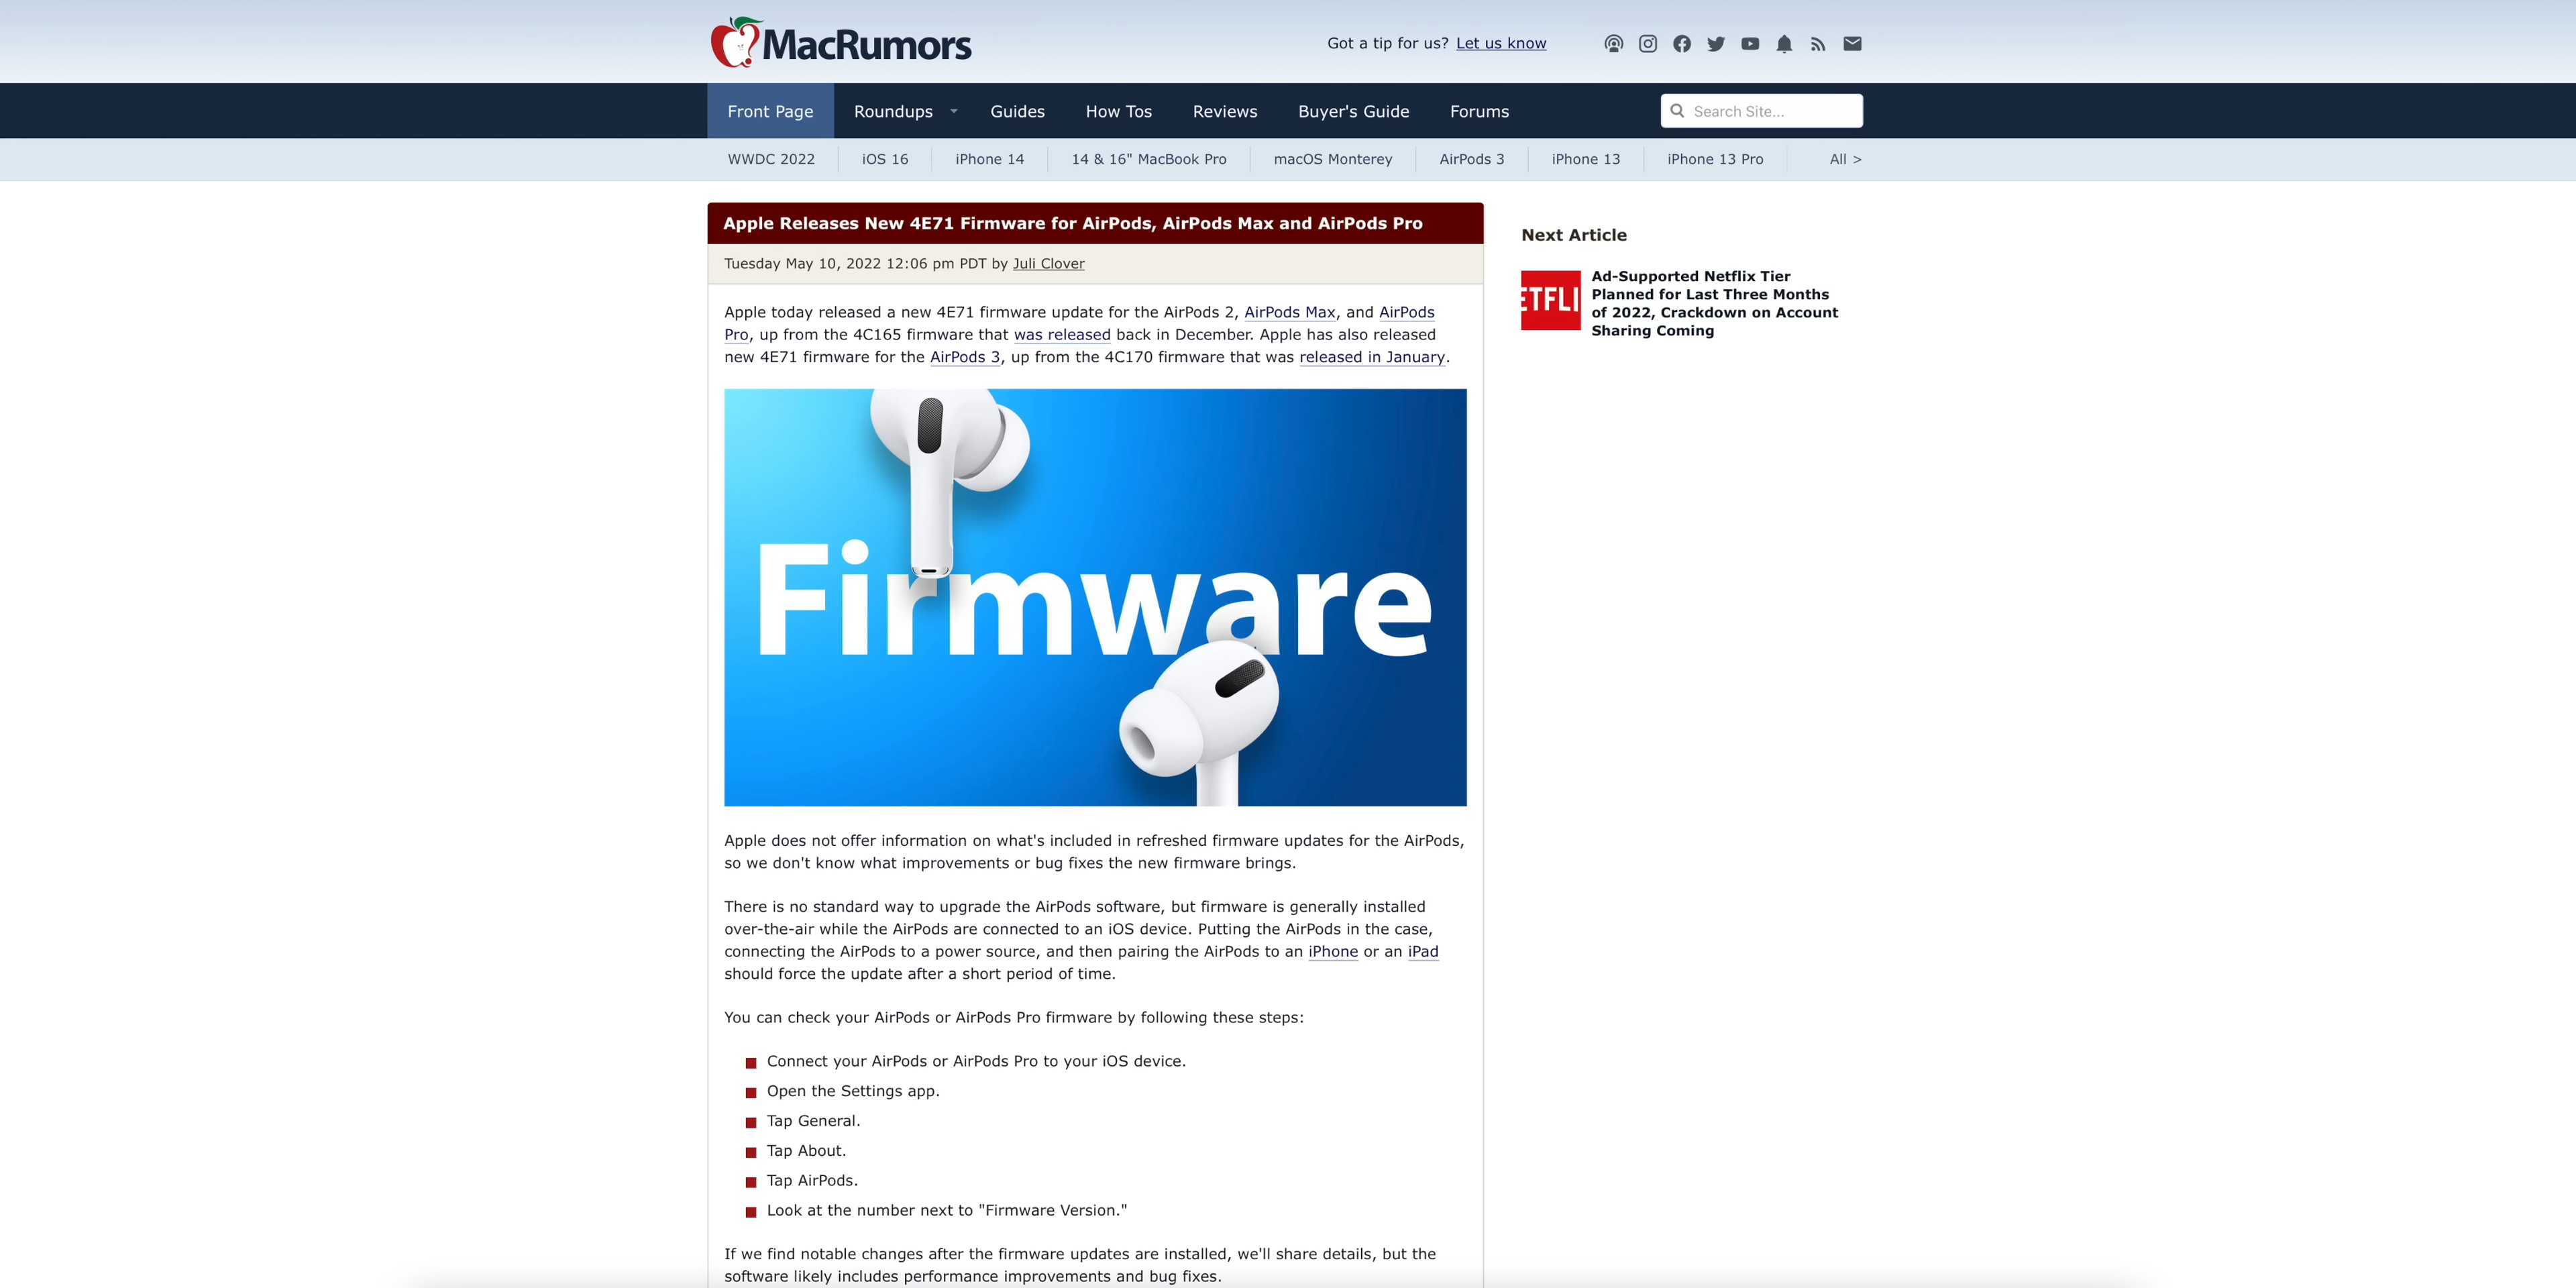 MacRumors
Got a tip for us? Let us know
Front Page Roundups Guides How Tos Reviews Buyer's Guide Forums Search Site...
WWDC 2022 iOS 16 iPhone 14 14 & 16" MacBook Pro macOS Monterey AirPods 3 iPhone 13 iPhone 13 Pro All >
Apple Releases New 4E71 Firmware for AirPods, AirPods Max and AirPods Pro
Tuesday May 10, 2022 12:06 pm PDT by Juli Clover
Apple today released a new 4E71 firmware update for the AirPods 2, AirPods Max, and AirPods
Pro, up from the 4C165 firmware that was released back in December. Apple has also released
new 4E71 firmware for the AirPods 3, up from the 4C170 firmware that was released in January.
Firmware
Apple does not offer information on what's included in refreshed firmware updates for the AirPods,
so we don't know what improvements or bug fixes the new firmware brings.
There is no standard way to upgrade the AirPods software, but firmware is generally installed
over-the-air while the AirPods are connected to an iOS device. Putting the AirPods in the case,
connecting the AirPods to a power source, and then pairing the AirPods to an iPhone or an iPad
should force the update after a short period of time.
You can check your AirPods or AirPods Pro firmware by following these steps:
Connect your AirPods or AirPods Pro to your iOS device.
Open the Settings app.
Tap General.
Tap About.
Tap AirPods.
Look at the number next to "Firmware Version."
If we find notable changes after the firmware updates are installed, we'll share details, but the
software likely includes performance improvements and bug fixes.
Next Article
ETFLI
Ad-Supported Netflix Tier
Planned for Last Three Months
of 2022, Crackdown on Account
Sharing Coming